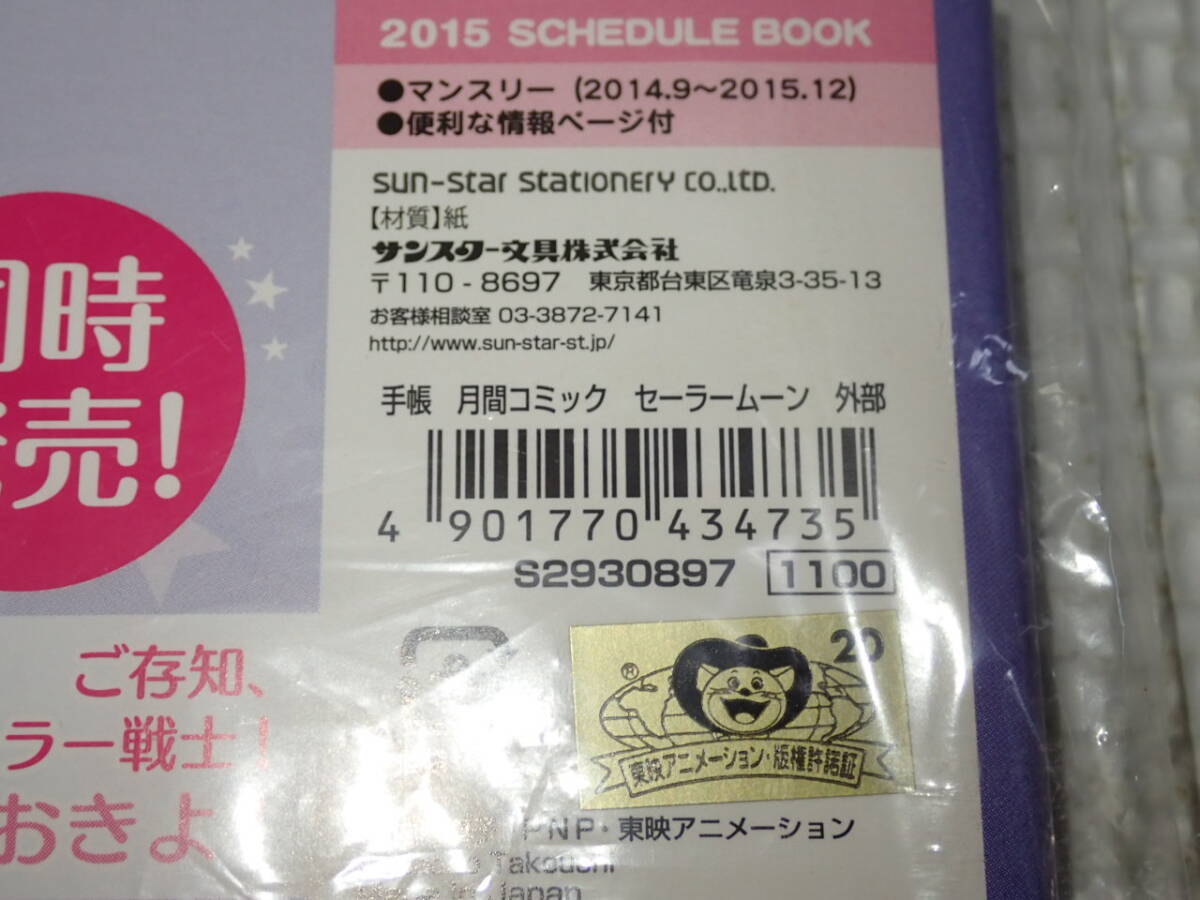 2015 SCHEDULE BOOK
●マンスリー (2014.9〜2015.12)
●便利な情報ページ付
sun-star stationery co.,ltd.
【材質】紙
サンスター文具株式会社
〒110-8697 東京都台東区竜泉3-35-13
お客様相談室 03-3872-7141
http://www.sun-star-st.jp/
手帳 月間コミック セーラームーン 外部
4 901770 434735
S2930897 1100
時
売!
ご存知、
ラー戦士!
おきよ
20
®
東映アニメーション・版権許諾証
PNP・東映アニメーション
Takeuchi
in Japan